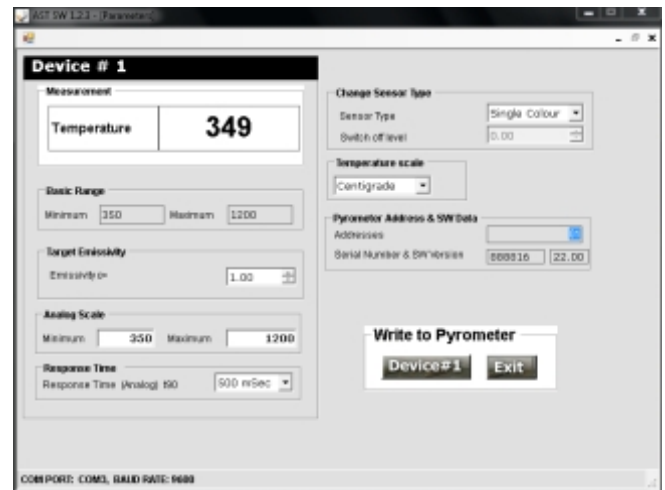 AST SW 1.2.3 - [Parameters]
Device # 1
Measurement
Temperature 349
Basic Range
Minimum 350 Maximum 1200
Target Emissivity
Emissivity 1.00
Analog Scale
Minimum 350 Maximum 1200
Response Time
Response Time (Analog) t90 500 mSec
Change Sensor Type
Sensor Type Single Colour
Switch off level 0.00
Temperature scale
Centigrade
Pyrometer Address & SW Data
Addresses
Serial Number & SW Version 888816 22.00
Write to Pyrometer
Device#1 Exit
COM PORT: COM3, BAUD RATE: 9600